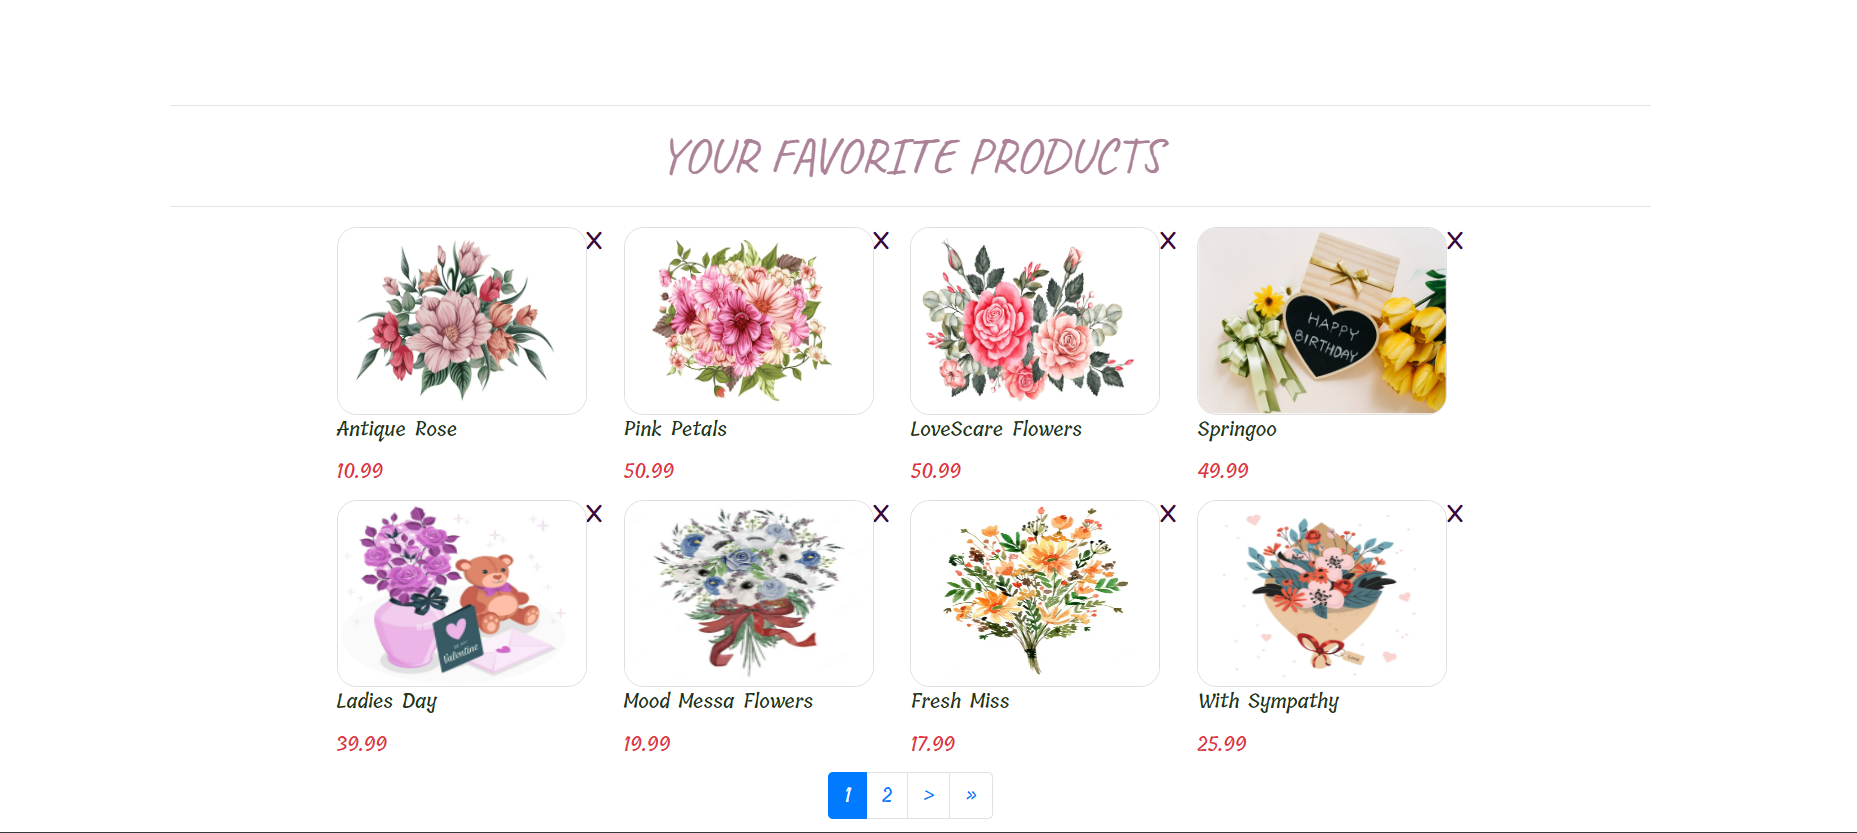 YOUR FAVORITE PRODUCTS
X X X X
HAPPY
BIRTHDAY
Antique Rose Pink Petals LoveScare Flowers Springoo
10.99 50.99 50.99 49.99
X X X X
Valentine
Ladies Day Mood Messa Flowers Fresh Miss With Sympathy
39.99 19.99 17.99 25.99
1 2 > »